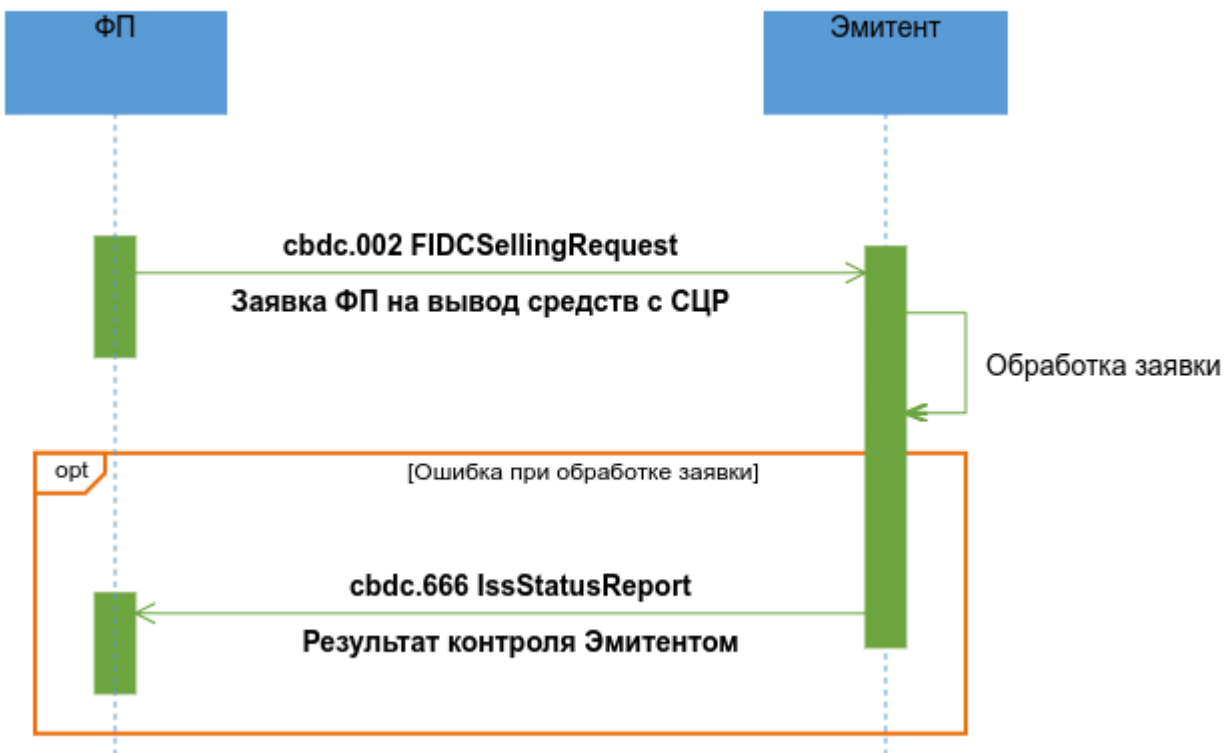 ФП
Эмитент
cbdc.002 FIDCSellingRequest
Заявка ФП на вывод средств с СЦР
Обработка заявки
opt
[Ошибка при обработке заявки]
cbdc.666 IssStatusReport
Результат контроля Эмитентом